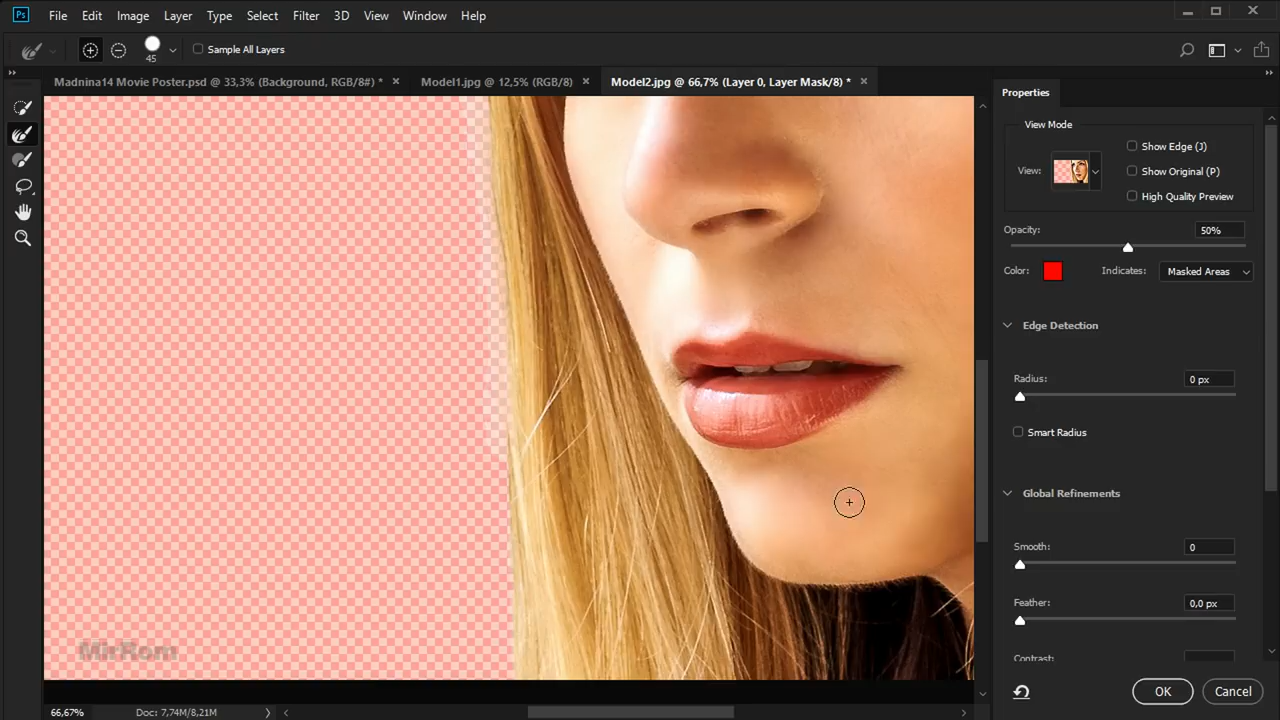 Ps File Edit Image Layer Type Select Filter 3D View Window Help
45 Sample All Layers
Madnina14 Movie Poster.psd @ 33,3% (Background, RGB/8#) * Model1.jpg @ 12,5% (RGB/8) Model2.jpg @ 66,7% (Layer 0, Layer Mask/8) *
Properties
View Mode
Show Edge (J)
View: Show Original (P)
High Quality Preview
Opacity: 50%
Color: Indicates: Masked Areas
Edge Detection
Radius: 0 px
Smart Radius
Global Refinements
Smooth: 0
Feather: 0,0 px
Contrast:
MirRom
OK Cancel
66,67% Doc: 7,74M/8,21M